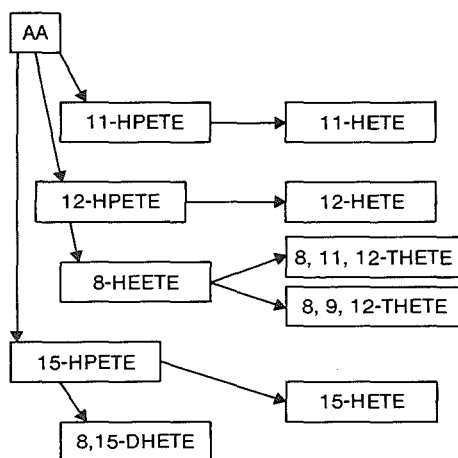 AA
11-HPETE
11-HETE
12-HPETE
12-HETE
8-HEETE
8, 11, 12-THETE
8, 9, 12-THETE
15-HPETE
15-HETE
8,15-DHETE